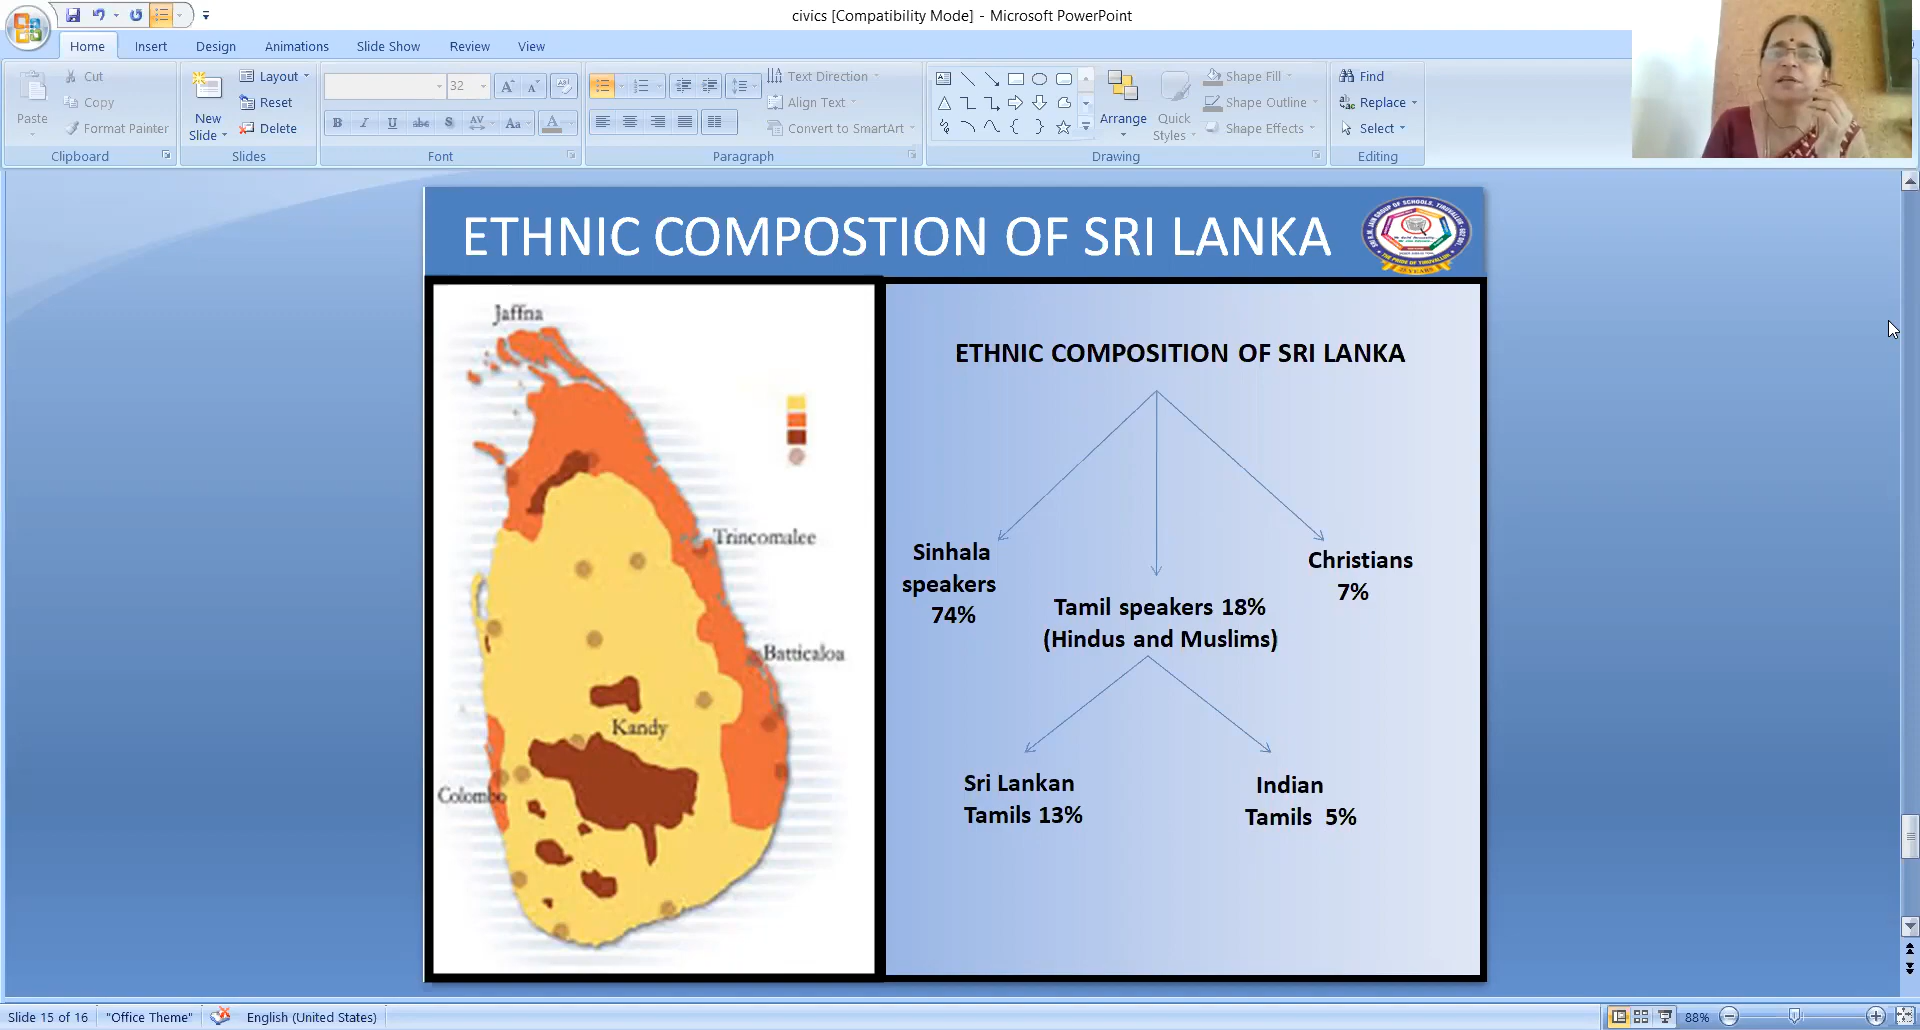 civics [Compatibility Mode] - Microsoft PowerPoint
Home Insert Design Animations Slide Show Review View
Paste
Cut
Copy
Format Painter
Clipboard
New
Slide
Layout
Reset
Delete
Slides
32
B I U abc S AV Aa A
Font
Text Direction
Align Text
Convert to SmartArt
Paragraph
Arrange
Quick
Styles
Shape Fill
Shape Outline
Shape Effects
Drawing
Find
Replace
Select
Editing
ETHNIC COMPOSTION OF SRI LANKA
Jaffna
Trincomalee
Batticaloa
Kandy
Colombo
ETHNIC COMPOSITION OF SRI LANKA
Sinhala
speakers
74%
Tamil speakers 18%
(Hindus and Muslims)
Christians
7%
Sri Lankan
Tamils 13%
Indian
Tamils 5%
Slide 15 of 16 "Office Theme" English (United States) 88%